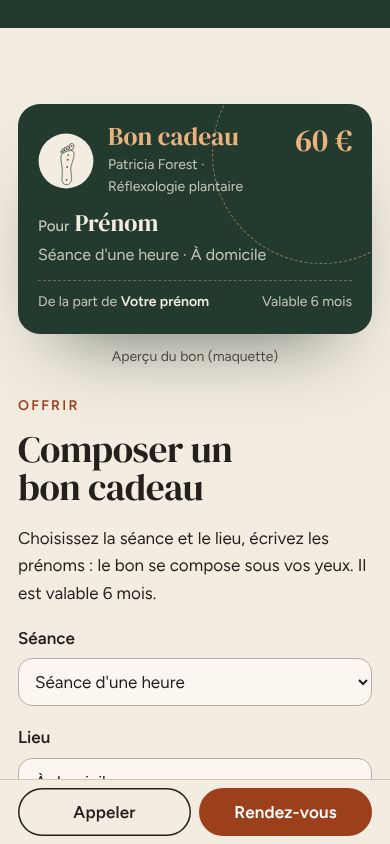 Bon cadeau
60 €
Patricia Forest ·
Réflexologie plantaire
Pour Prénom
Séance d'une heure · À domicile
De la part de Votre prénom
Valable 6 mois
Aperçu du bon (maquette)
OFFRIR
Composer un
bon cadeau
Choisissez la séance et le lieu, écrivez les
prénoms : le bon se compose sous vos yeux. Il
est valable 6 mois.
Séance
Séance d'une heure
Lieu
Appeler
Rendez-vous